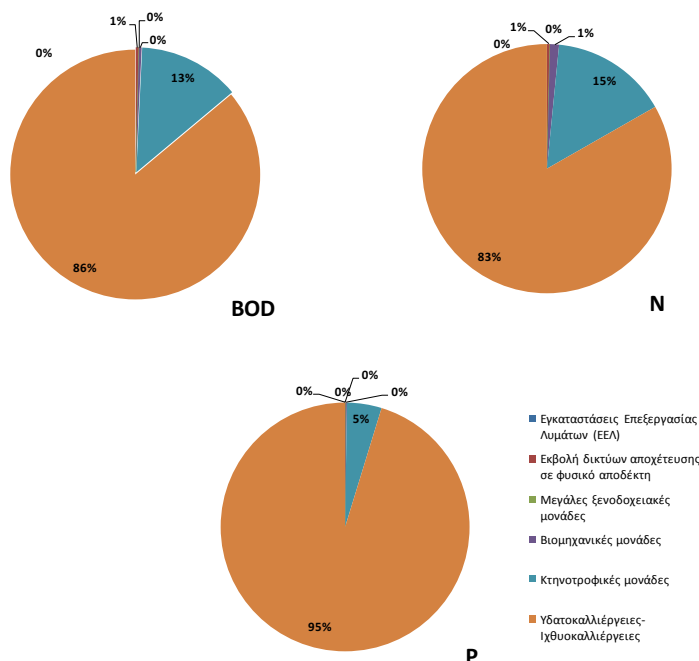 0%
1%
0%
0%
13%
86%
BOD
1%
0%
0%
1%
15%
83%
N
0%
0%
0%
0%
5%
95%
P
Εγκαταστάσεις Επεξεργασίας
Λυμάτων (ΕΕΛ)
Εκβολή δικτύων αποχέτευσης
σε φυσικό αποδέκτη
Μεγάλες ξενοδοχειακές
μονάδες
Βιομηχανικές μονάδες
Κτηνοτροφικές μονάδες
Υδατοκαλλιέργειες-
Ιχθυοκαλλιέργειες